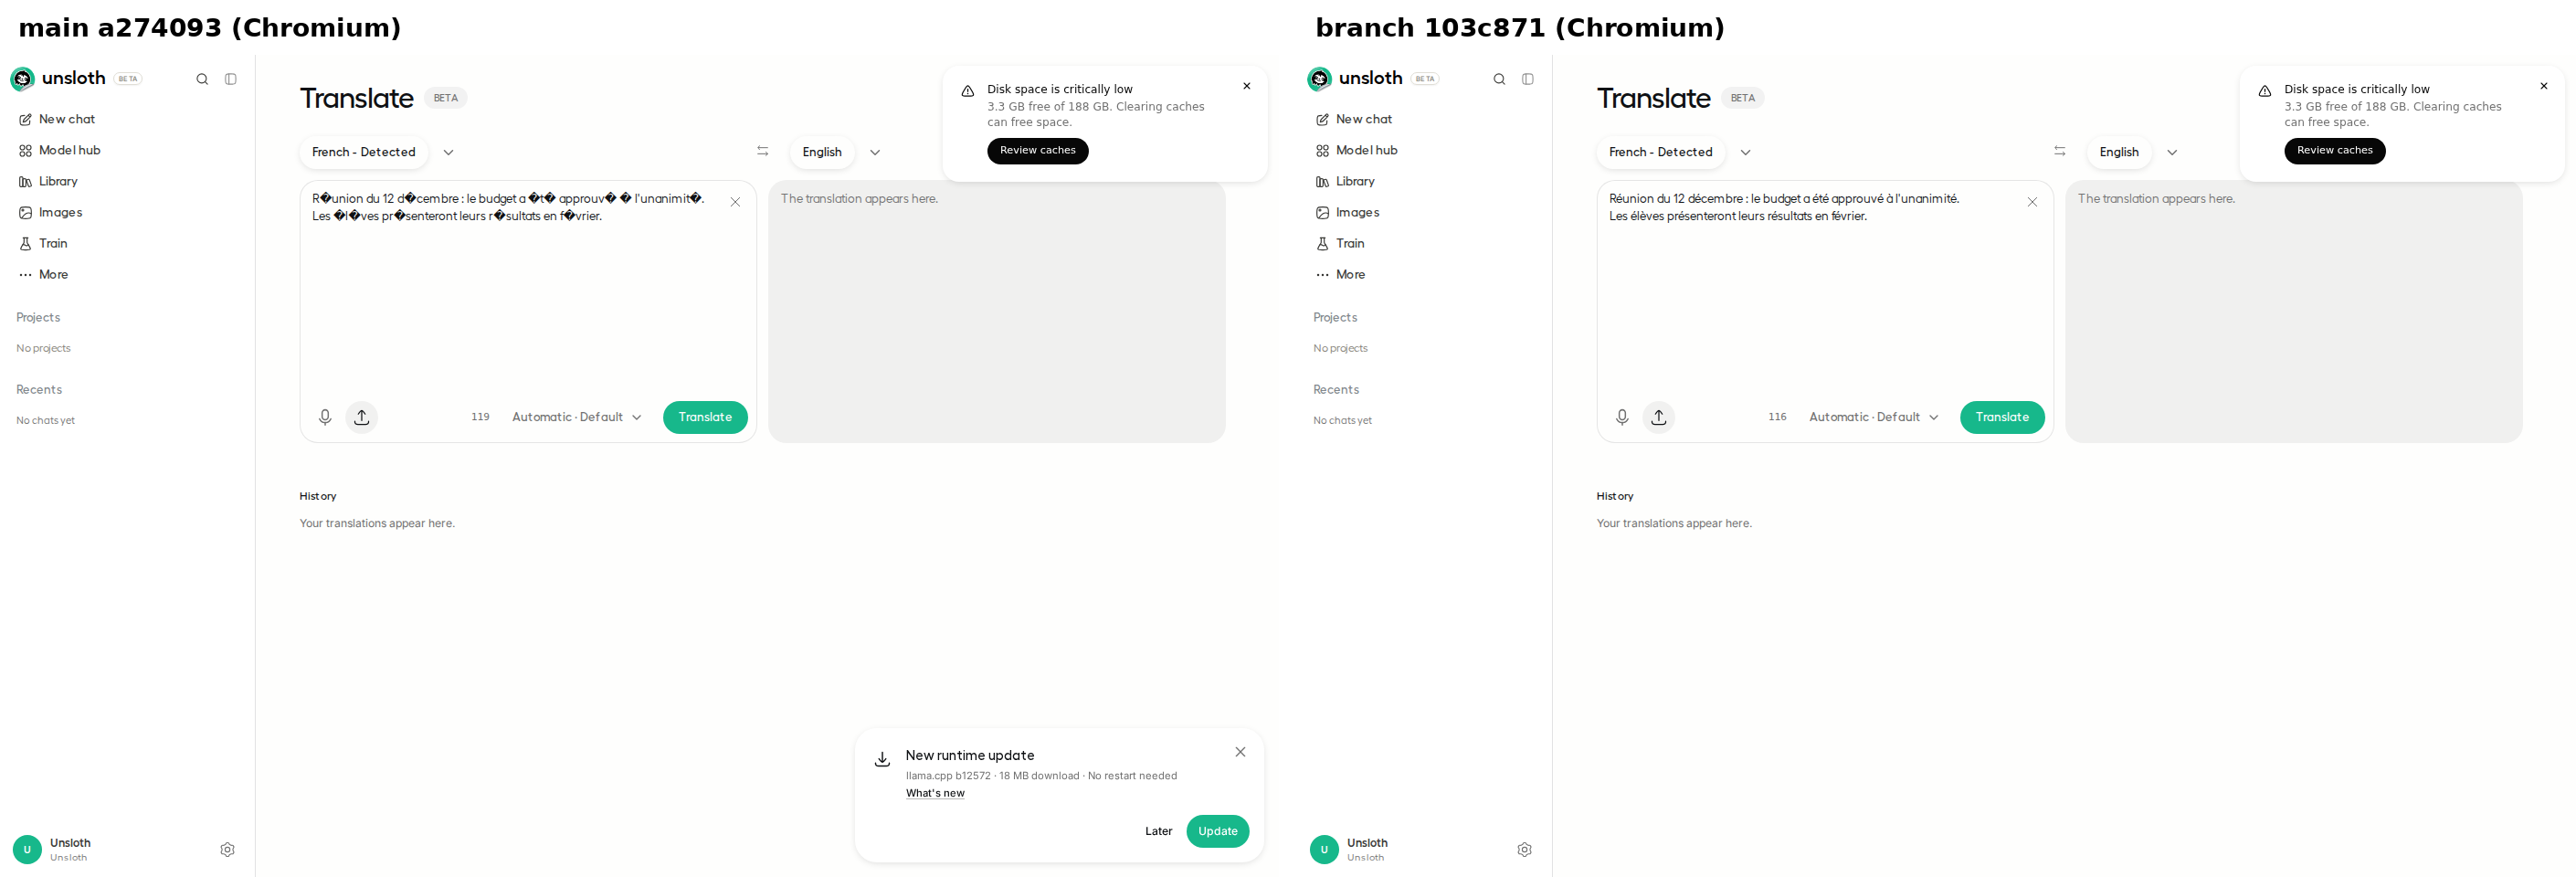 main a274093 (Chromium)
unsloth BETA
New chat
Model hub
Library
Images
Train
More
Projects
No projects
Recents
No chats yet
U Unsloth
Unsloth
Translate BETA
French - Detected
English
R�union du 12 d�cembre : le budget a �t� approuv� � l'unanimit�.
Les �l�ves pr�senteront leurs r�sultats en f�vrier.
119 Automatic · Default Translate
The translation appears here.
Disk space is critically low
3.3 GB free of 188 GB. Clearing caches
can free space.
Review caches
History
Your translations appear here.
New runtime update
llama.cpp b12572 · 18 MB download · No restart needed
What's new
Later Update
branch 103c871 (Chromium)
unsloth BETA
New chat
Model hub
Library
Images
Train
More
Projects
No projects
Recents
No chats yet
U Unsloth
Unsloth
Translate BETA
French - Detected
English
Réunion du 12 décembre : le budget a été approuvé à l'unanimité.
Les élèves présenteront leurs résultats en février.
116 Automatic · Default Translate
The translation appears here.
Disk space is critically low
3.3 GB free of 188 GB. Clearing caches
can free space.
Review caches
History
Your translations appear here.